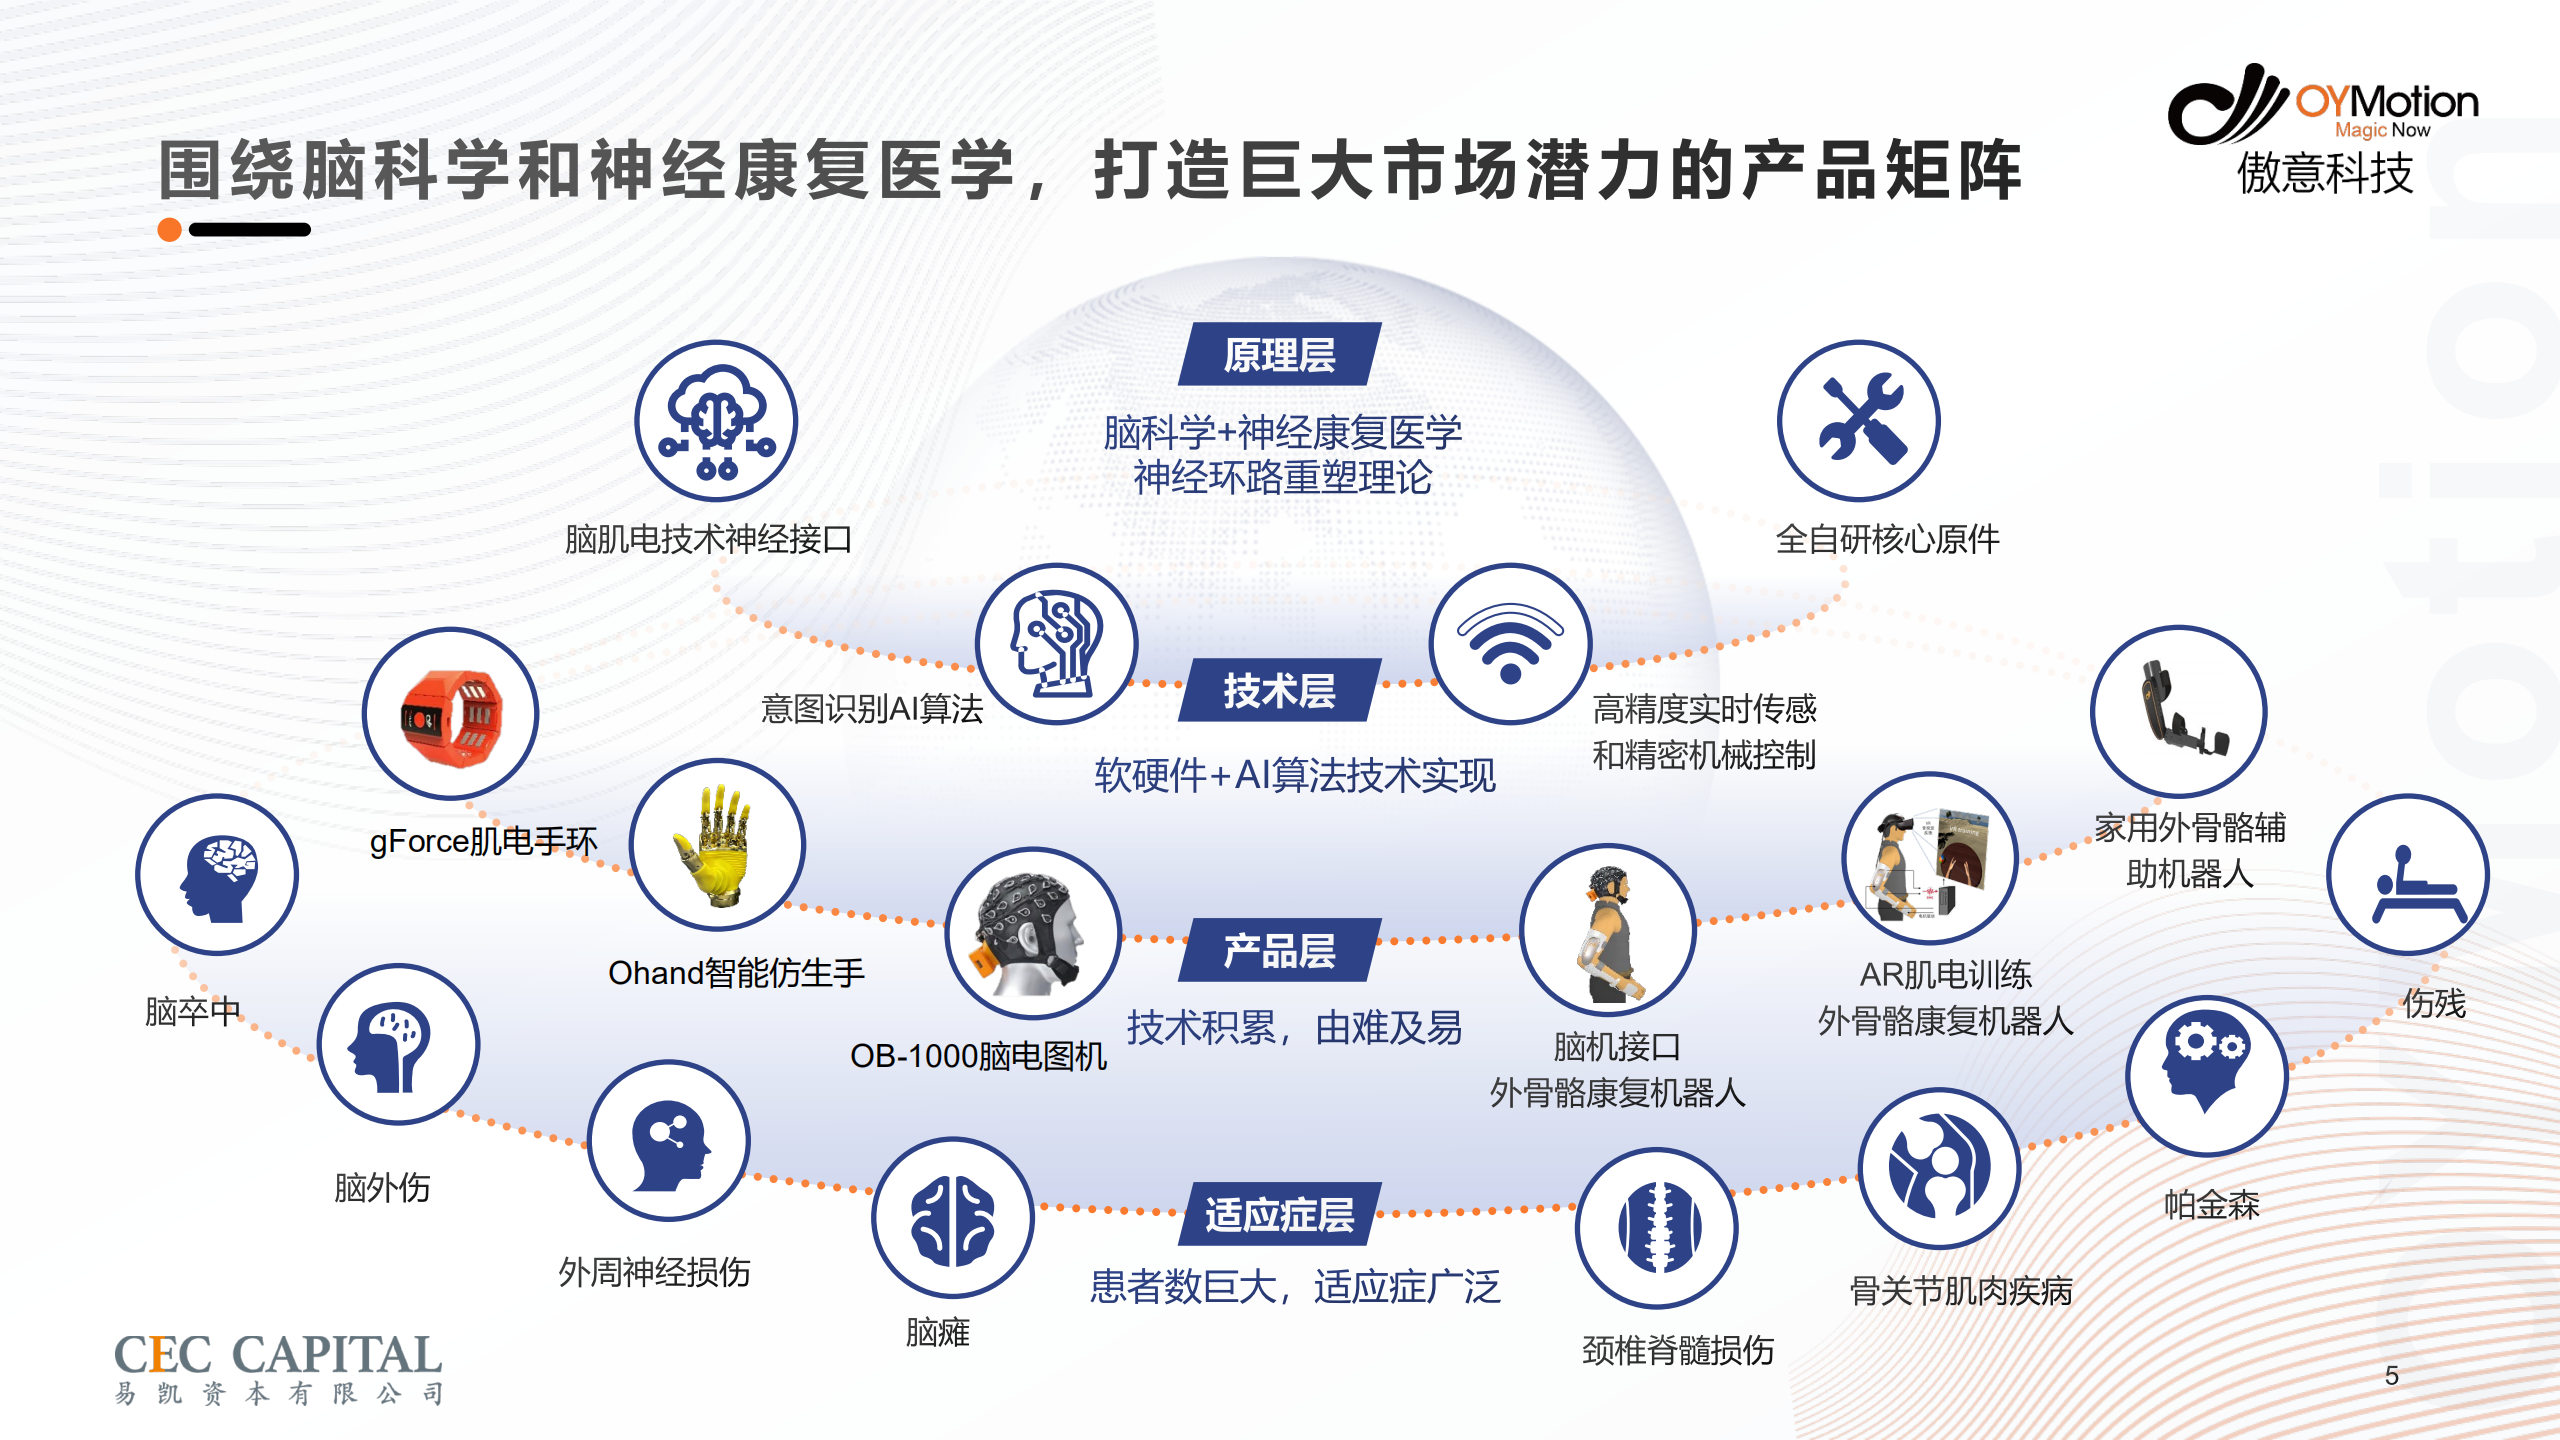 围绕脑科学和神经康复医学，打造巨大市场潜力的产品矩阵
OYMotion
Magic Now
傲意科技
原理层
脑科学+神经康复医学
神经环路重塑理论
脑肌电技术神经接口
全自研核心原件
意图识别AI算法
技术层
高精度实时传感
和精密机械控制
软硬件+AI算法技术实现
gForce肌电手环
家用外骨骼辅
助机器人
Ohand智能仿生手
产品层
AR肌电训练
外骨骼康复机器人
脑卒中
伤残
OB-1000脑电图机
技术积累，由难及易
脑机接口
外骨骼康复机器人
脑外伤
帕金森
适应症层
外周神经损伤
患者数巨大，适应症广泛
骨关节肌肉疾病
脑瘫
颈椎脊髓损伤
CEC CAPITAL
易凯资本有限公司
5